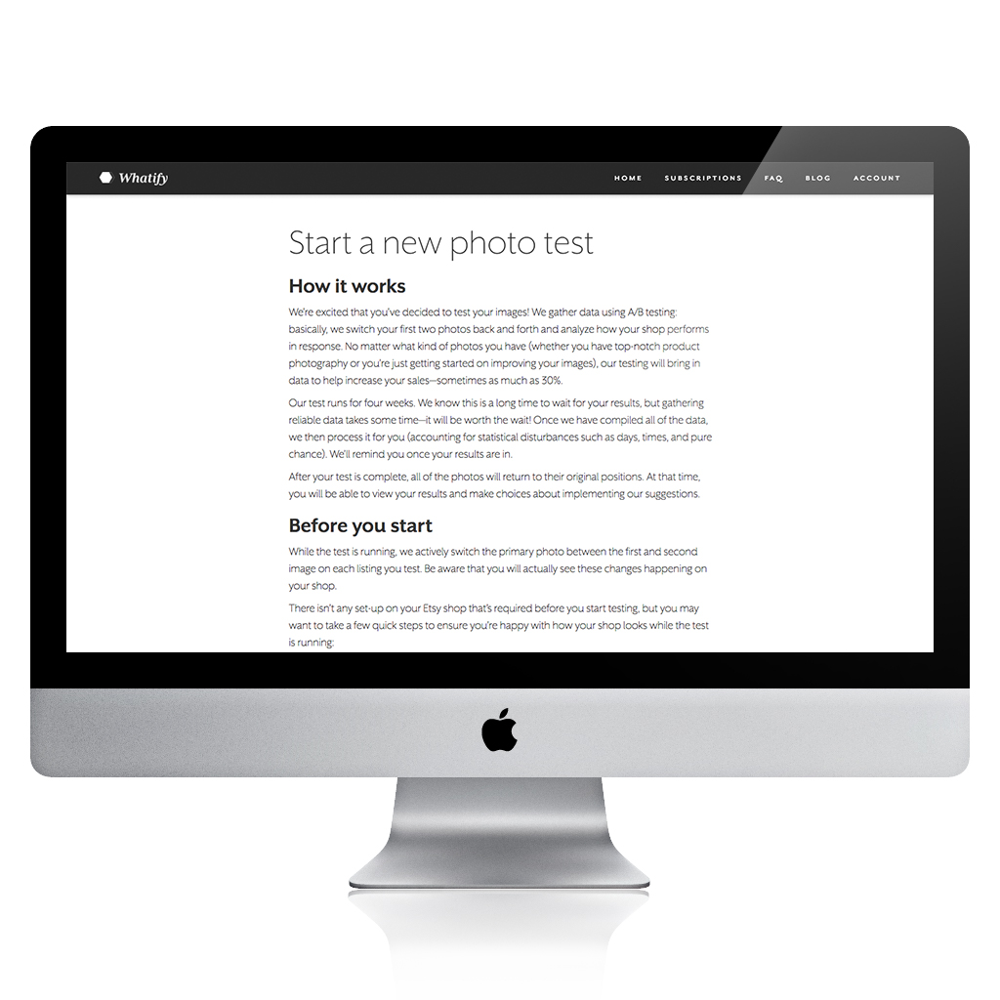 Whatify
HOME SUBSCRIPTIONS FAQ BLOG ACCOUNT
Start a new photo test
How it works
We're excited that you've decided to test your images! We gather data using A/B testing:
basically, we switch your first two photos back and forth and analyze how your shop performs
in response. No matter what kind of photos you have (whether you have top-notch product
photography or you're just getting started on improving your images), our testing will bring in
data to help increase your sales—sometimes as much as 30%.
Our test runs for four weeks. We know this is a long time to wait for your results, but gathering
reliable data takes some time—it will be worth the wait! Once we have compiled all of the data,
we then process it for you (accounting for statistical disturbances such as days, times, and pure
chance). We'll remind you once your results are in.
After your test is complete, all of the photos will return to their original positions. At that time,
you will be able to view your results and make choices about implementing our suggestions.
Before you start
While the test is running, we actively switch the primary photo between the first and second
image on each listing you test. Be aware that you will actually see these changes happening on
your shop.
There isn't any set-up on your Etsy shop that's required before you start testing, but you may
want to take a few quick steps to ensure you're happy with how your shop looks while the test
is running: